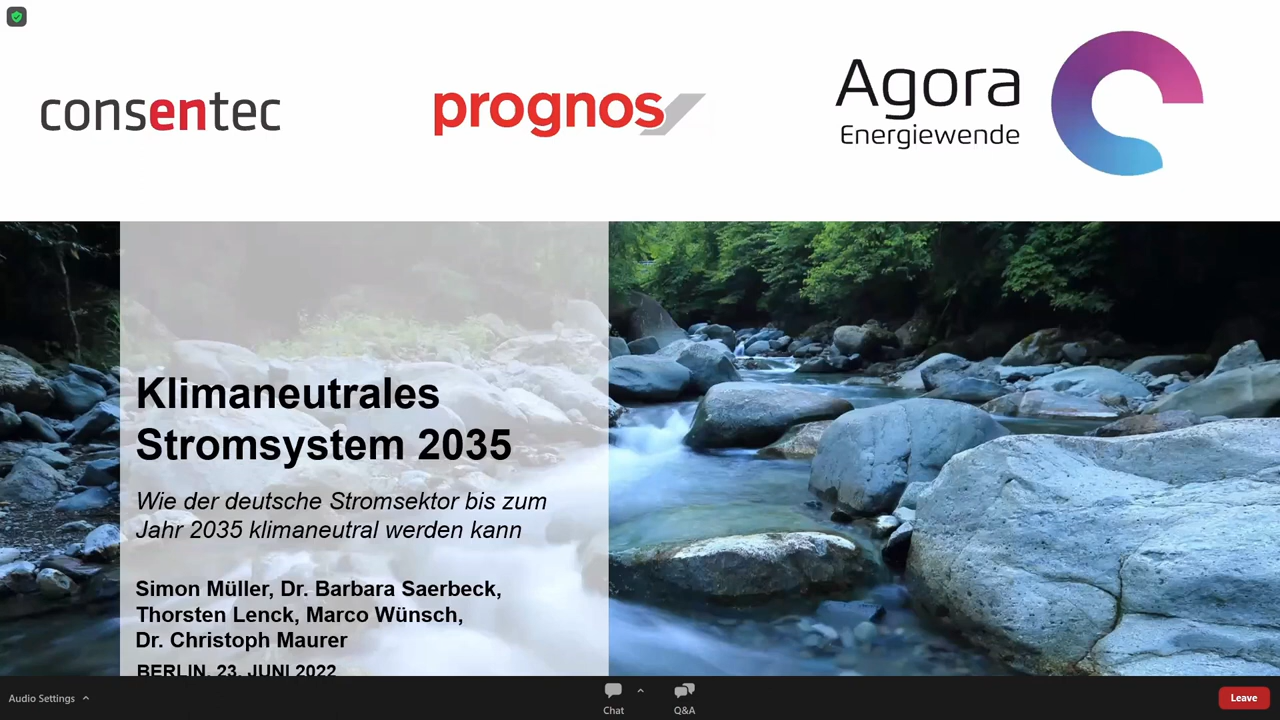 consentec
prognos
Agora
Energiewende
Klimaneutrales
Stromsystem 2035
Wie der deutsche Stromsektor bis zum
Jahr 2035 klimaneutral werden kann
Simon Müller, Dr. Barbara Saerbeck,
Thorsten Lenck, Marco Wünsch,
Dr. Christoph Maurer
BERLIN, 23. JUNI 2022
Audio Settings
Chat
Q&A
Leave